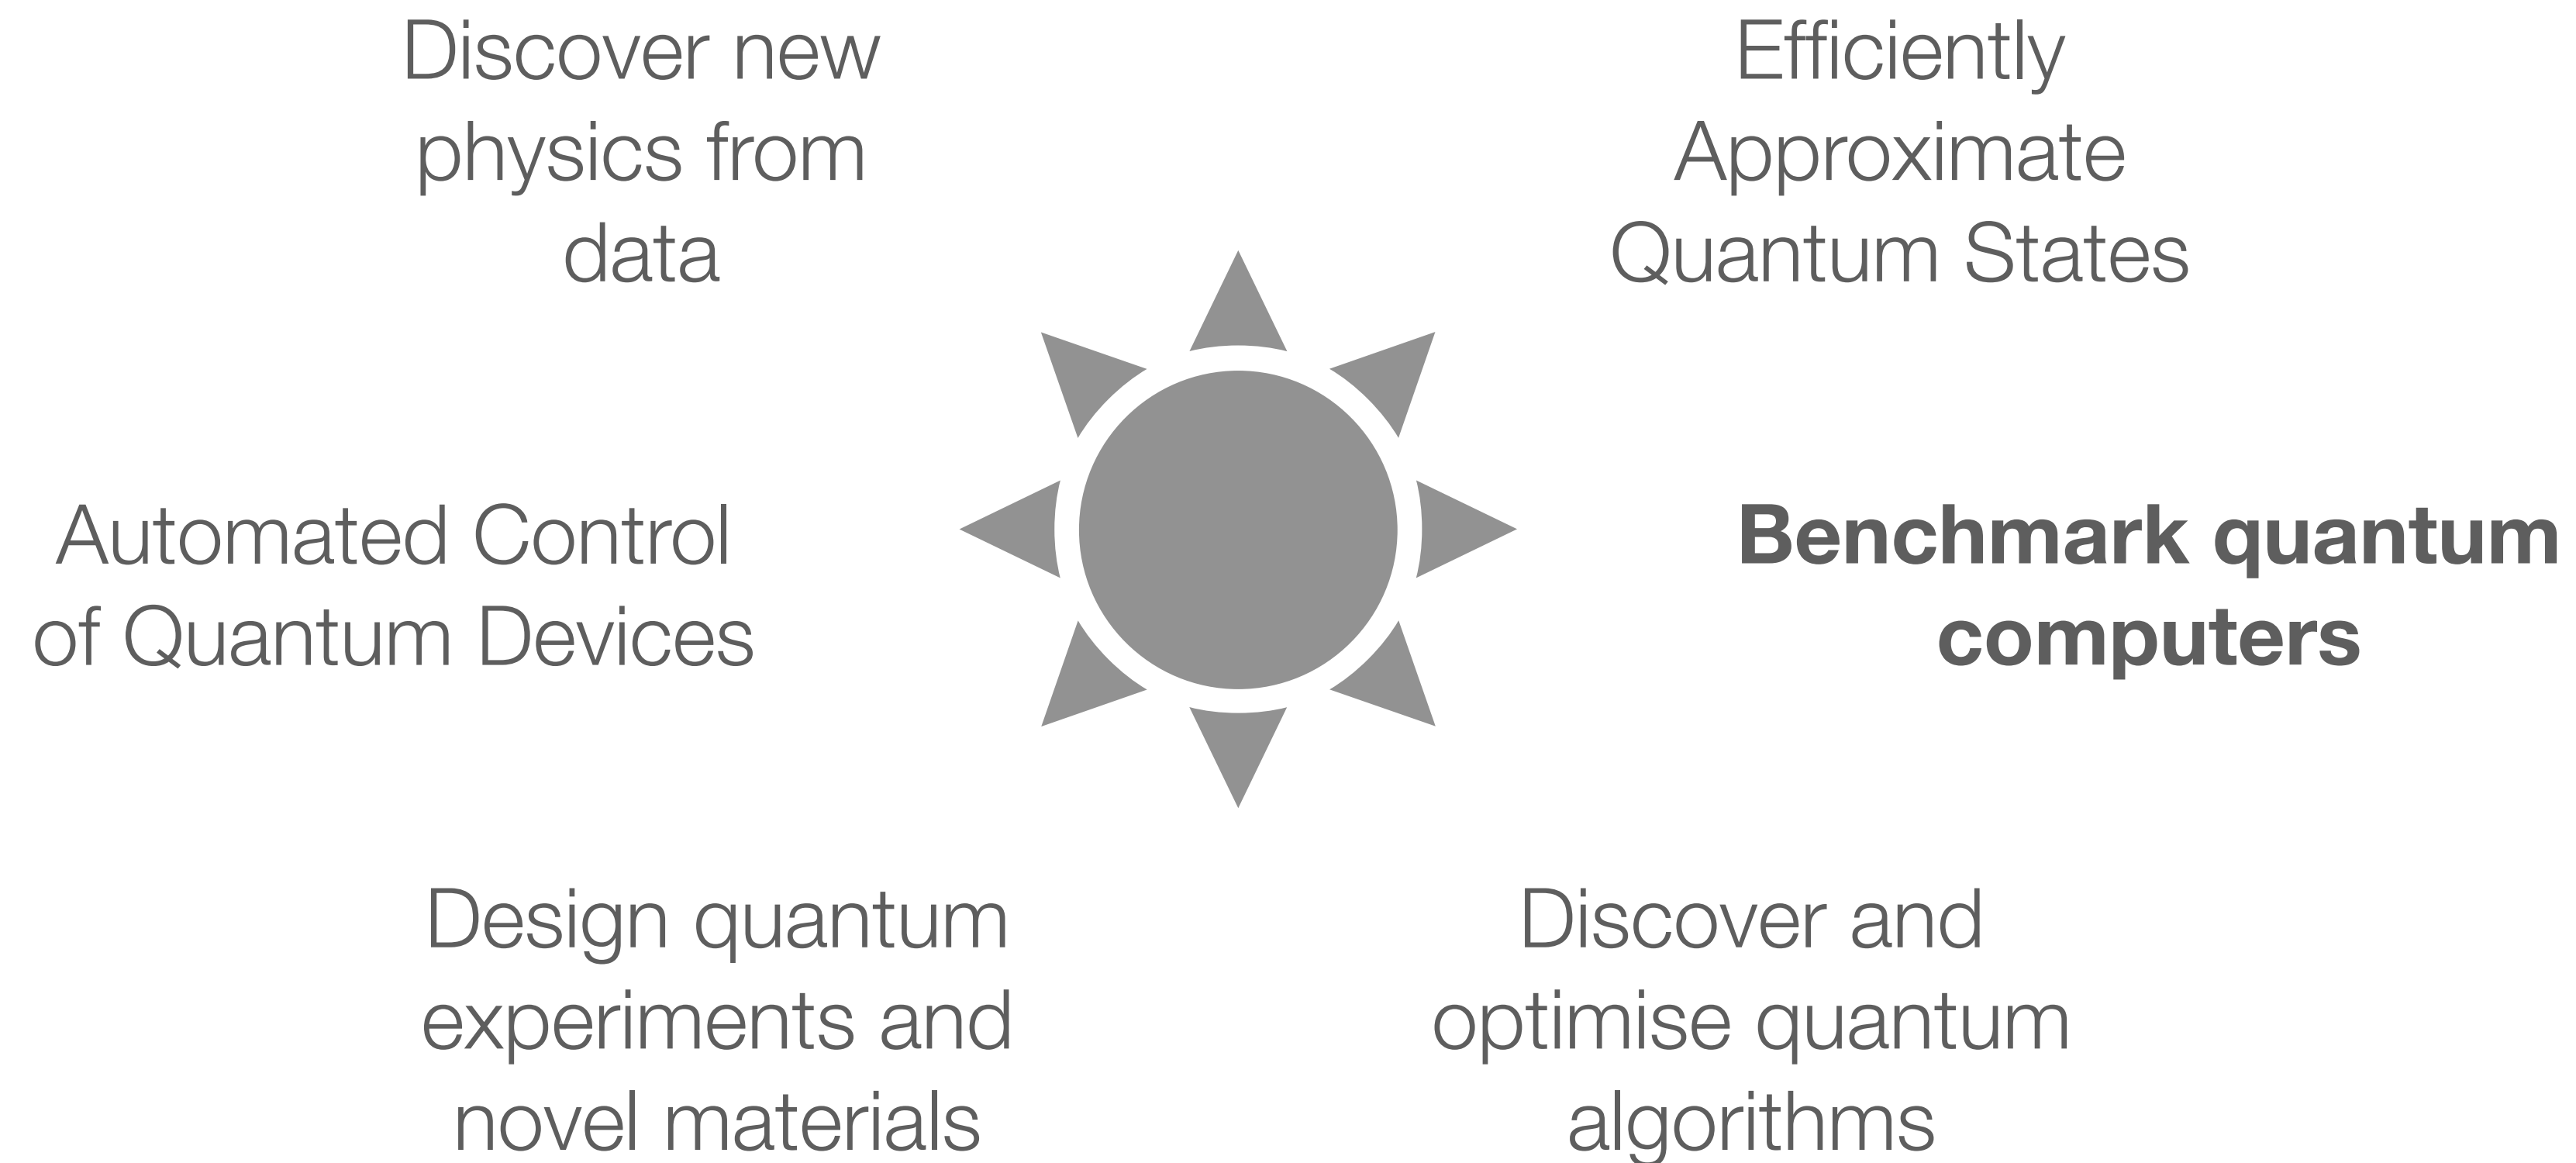 Discover new
physics from
data
Efficiently
Approximate
Quantum States
Automated Control
of Quantum Devices
Benchmark quantum
computers
Design quantum
experiments and
novel materials
Discover and
optimise quantum
algorithms